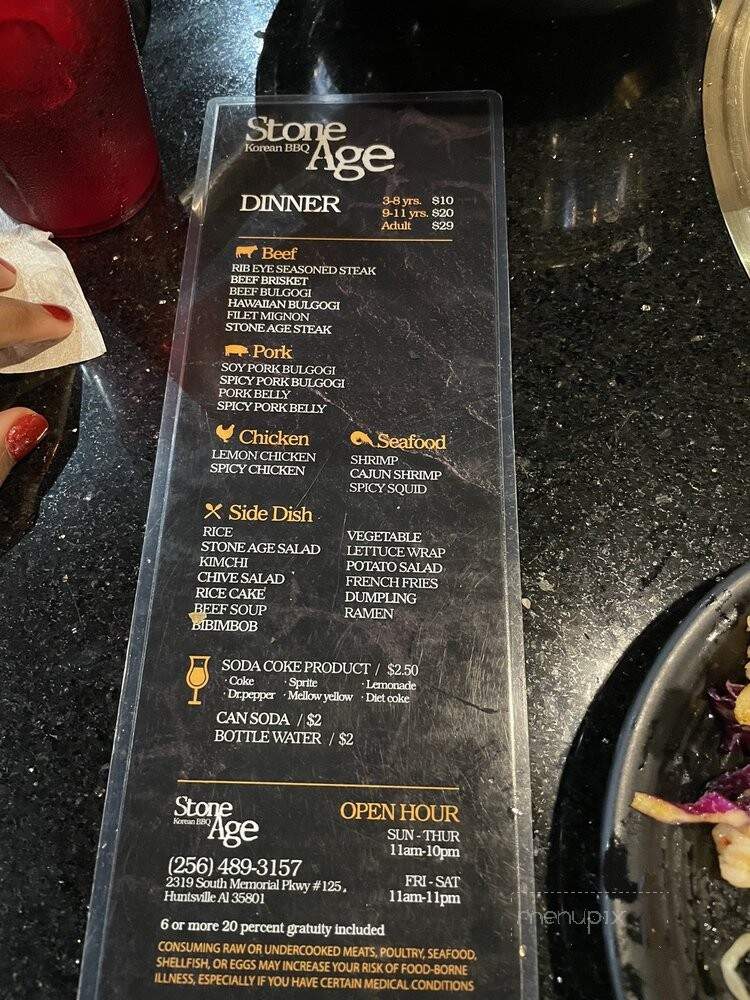 Stone
Korean BBQ Age
DINNER
3-8 yrs. $10
9-11 yrs. $20
Adult $29
Beef
RIB EYE SEASONED STEAK
BEEF BRISKET
BEEF BULGOGI
HAWAIIAN BULGOGI
FILET MIGNON
STONE AGE STEAK
Pork
SOY PORK BULGOGI
SPICY PORK BULGOGI
PORK BELLY
SPICY PORK BELLY
Chicken
LEMON CHICKEN
SPICY CHICKEN
Seafood
SHRIMP
CAJUN SHRIMP
SPICY SQUID
Side Dish
RICE
STONE AGE SALAD
KIMCHI
CHIVE SALAD
RICE CAKE
BEEF SOUP
BIBIMBOB
VEGETABLE
LETTUCE WRAP
POTATO SALAD
FRENCH FRIES
DUMPLING
RAMEN
SODA COKE PRODUCT / $2.50
· Coke · Sprite · Lemonade
· Dr.pepper · Mellow yellow · Diet coke
CAN SODA / $2
BOTTLE WATER / $2
Stone
Korean BBQ Age
(256) 489-3157
2319 South Memorial Pkwy #125,
Huntsville Al 35801
OPEN HOUR
SUN - THUR
11am-10pm
FRI - SAT
11am-11pm
6 or more 20 percent gratuity included
CONSUMING RAW OR UNDERCOOKED MEATS, POULTRY, SEAFOOD,
SHELLFISH, OR EGGS MAY INCREASE YOUR RISK OF FOOD-BORNE
ILLNESS, ESPECIALLY IF YOU HAVE CERTAIN MEDICAL CONDITIONS
menupix